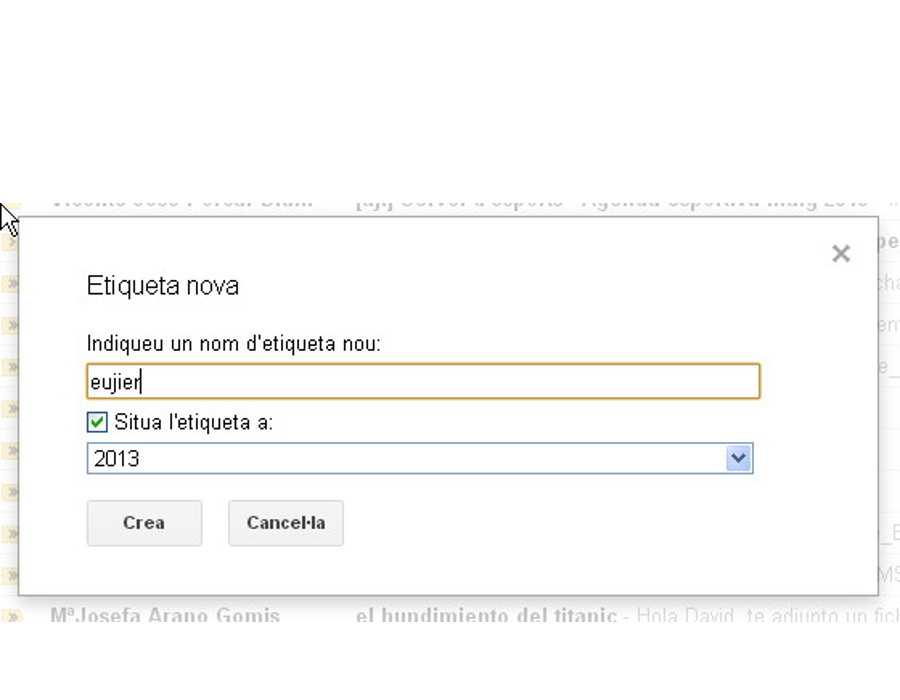 Etiqueta nova
Indiqueu un nom d'etiqueta nou:
eujier
Situa l'etiqueta a:
2013
Crea
Cancel·la
MªJosefa Arano Gomis el hundimiento del titanic - Hola David, te adjunto un